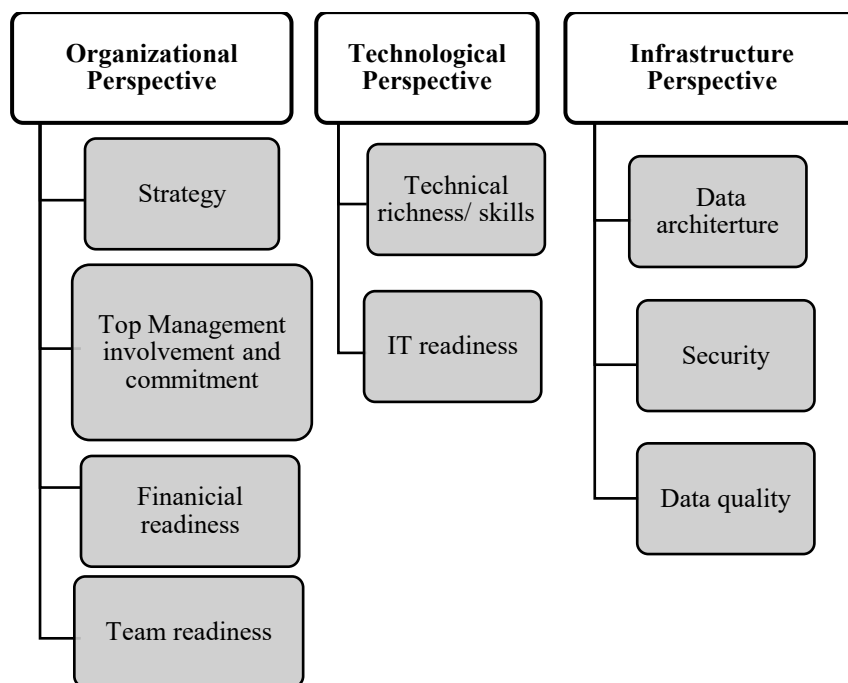 Organizational
Perspective
Strategy
Top Management
involvement and
commitment
Finanicial
readiness
Team readiness
Technological
Perspective
Technical
richness/ skills
IT readiness
Infrastructure
Perspective
Data
architerture
Security
Data quality